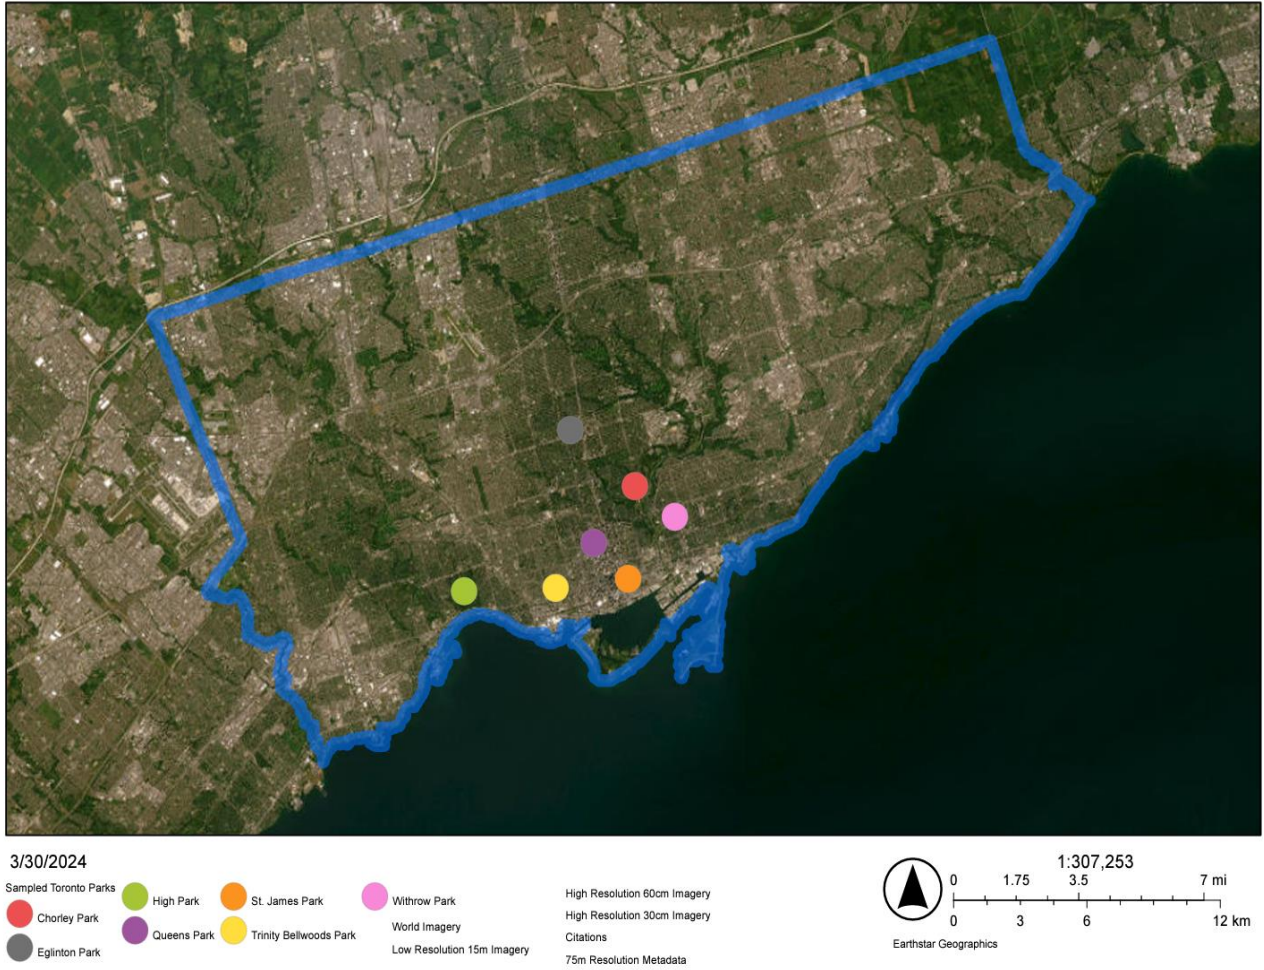 3/30/2024
Sampled Toronto Parks
Chorley Park
Eglinton Park
High Park
Queens Park
St. James Park
Trinity Bellwoods Park
Withrow Park
World Imagery
Low Resolution 15m Imagery
High Resolution 60cm Imagery
High Resolution 30cm Imagery
Citations
75m Resolution Metadata
1:307,253
0 1.75 3.5 7 mi
0 3 6 12 km
Earthstar Geographics